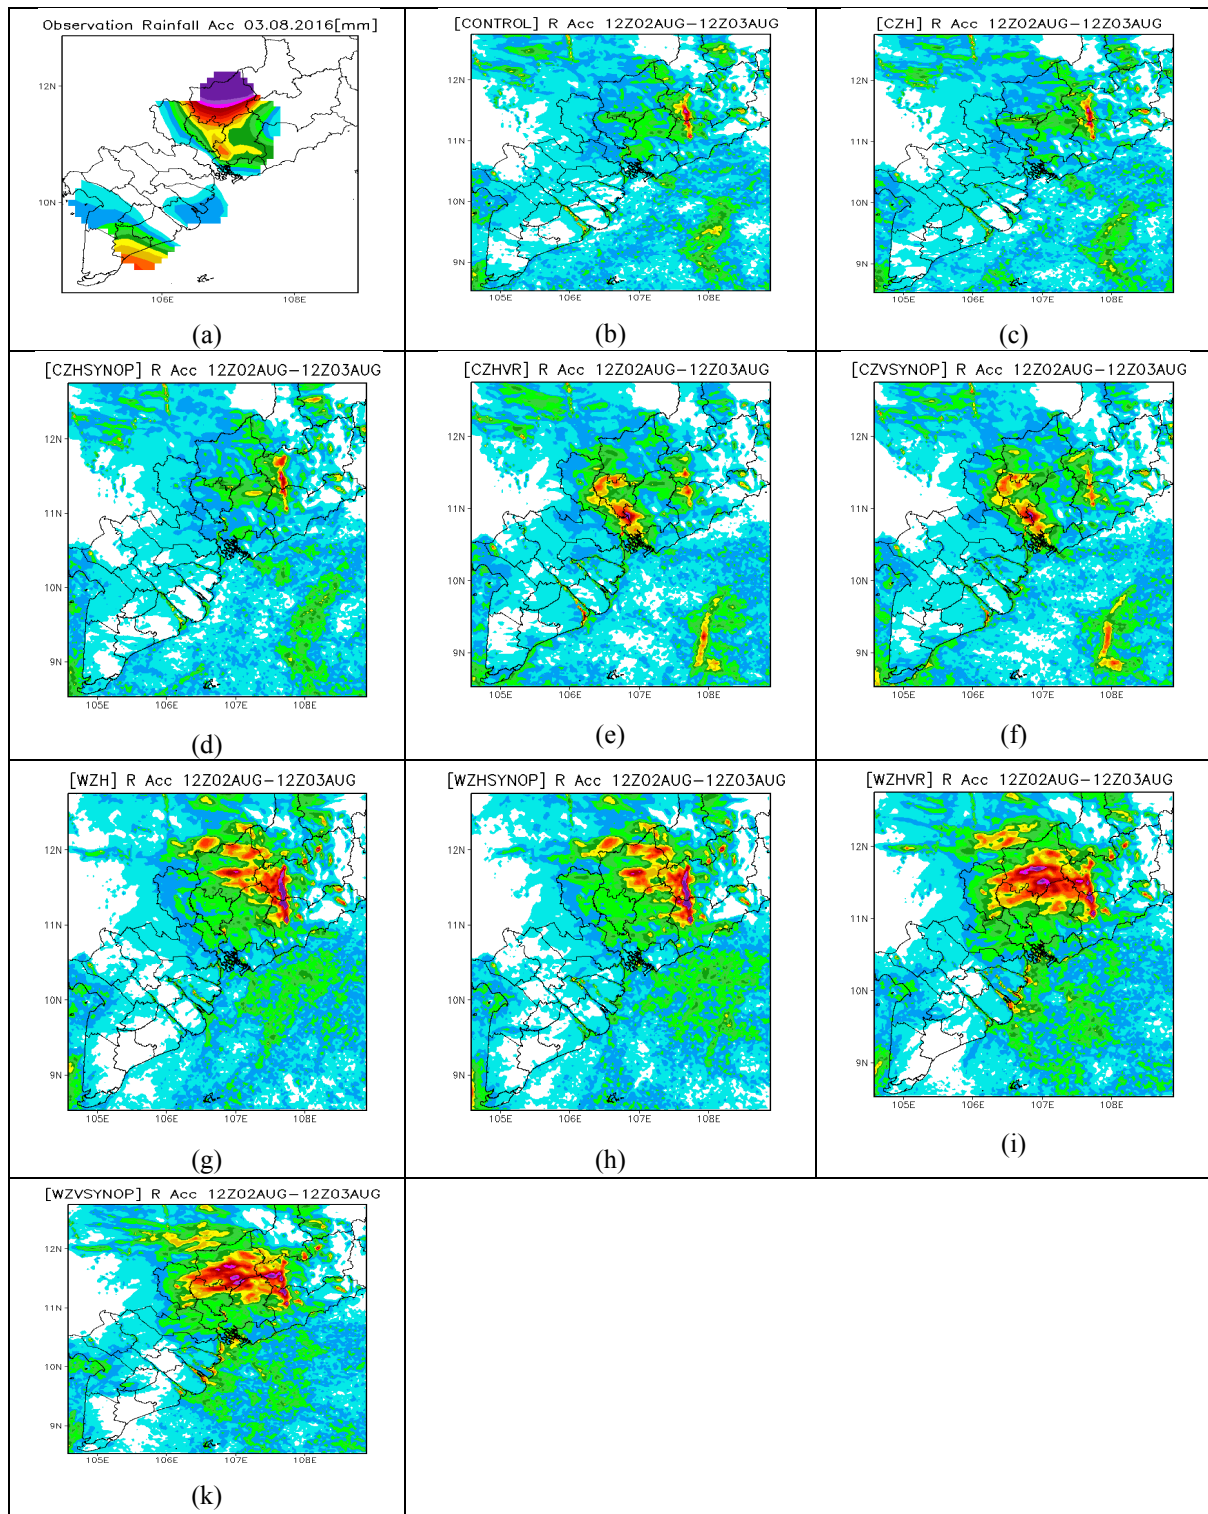 Observation Rainfall Acc 03.08.2016[mm]
12N
10N
106E
108E
(a)
[CONTROL] R Acc 12Z02AUG-12Z03AUG
12N
11N
10N
9N
105E
106E
107E
108E
(b)
[CZH] R Acc 12Z02AUG-12Z03AUG
12N
11N
10N
9N
105E
106E
107E
108E
(c)
[CZHSYNOP] R Acc 12Z02AUG-12Z03AUG
12N
11N
10N
9N
105E
106E
107E
108E
(d)
[CZHVR] R Acc 12Z02AUG-12Z03AUG
12N
11N
10N
9N
105E
106E
107E
108E
(e)
[CZVSYNOP] R Acc 12Z02AUG-12Z03AUG
12N
11N
10N
9N
105E
106E
107E
108E
(f)
[WZH] R Acc 12Z02AUG-12Z03AUG
12N
11N
10N
9N
105E
106E
107E
108E
(g)
[WZHSYNOP] R Acc 12Z02AUG-12Z03AUG
12N
11N
10N
9N
105E
106E
107E
108E
(h)
[WZHVR] R Acc 12Z02AUG-12Z03AUG
12N
11N
10N
9N
105E
106E
107E
108E
(i)
[WZVSYNOP] R Acc 12Z02AUG-12Z03AUG
12N
11N
10N
9N
105E
106E
107E
108E
(k)